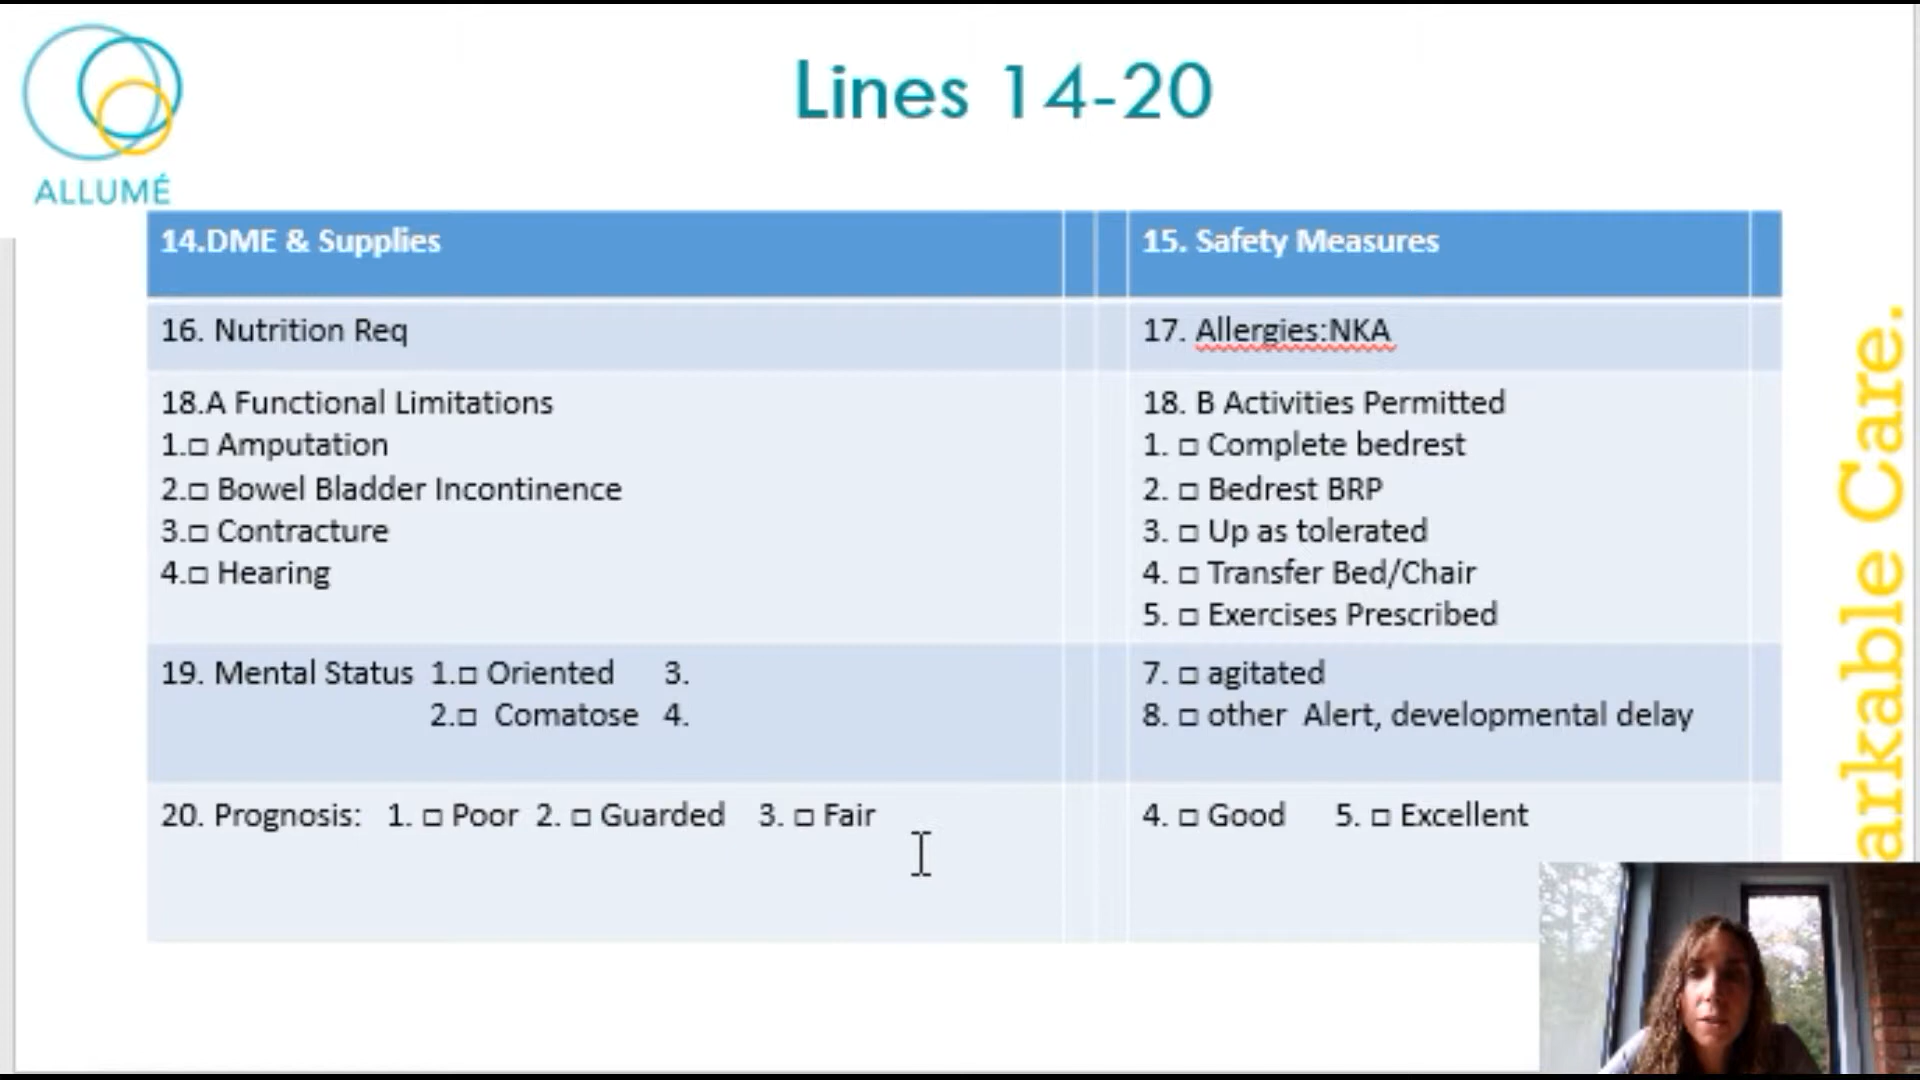 ALLUMÉ
Lines 14-20
14.DME & Supplies
15. Safety Measures
16. Nutrition Req
17. Allergies:NKA
18.A Functional Limitations
1.□ Amputation
2.□ Bowel Bladder Incontinence
3.□ Contracture
4.□ Hearing
18. B Activities Permitted
1. □ Complete bedrest
2. □ Bedrest BRP
3. □ Up as tolerated
4. □ Transfer Bed/Chair
5. □ Exercises Prescribed
19. Mental Status 1.□ Oriented 3.
2.□ Comatose 4.
7. □ agitated
8. □ other Alert, developmental delay
20. Prognosis: 1. □ Poor 2. □ Guarded 3. □ Fair
4. □ Good 5. □ Excellent
arkable Care.